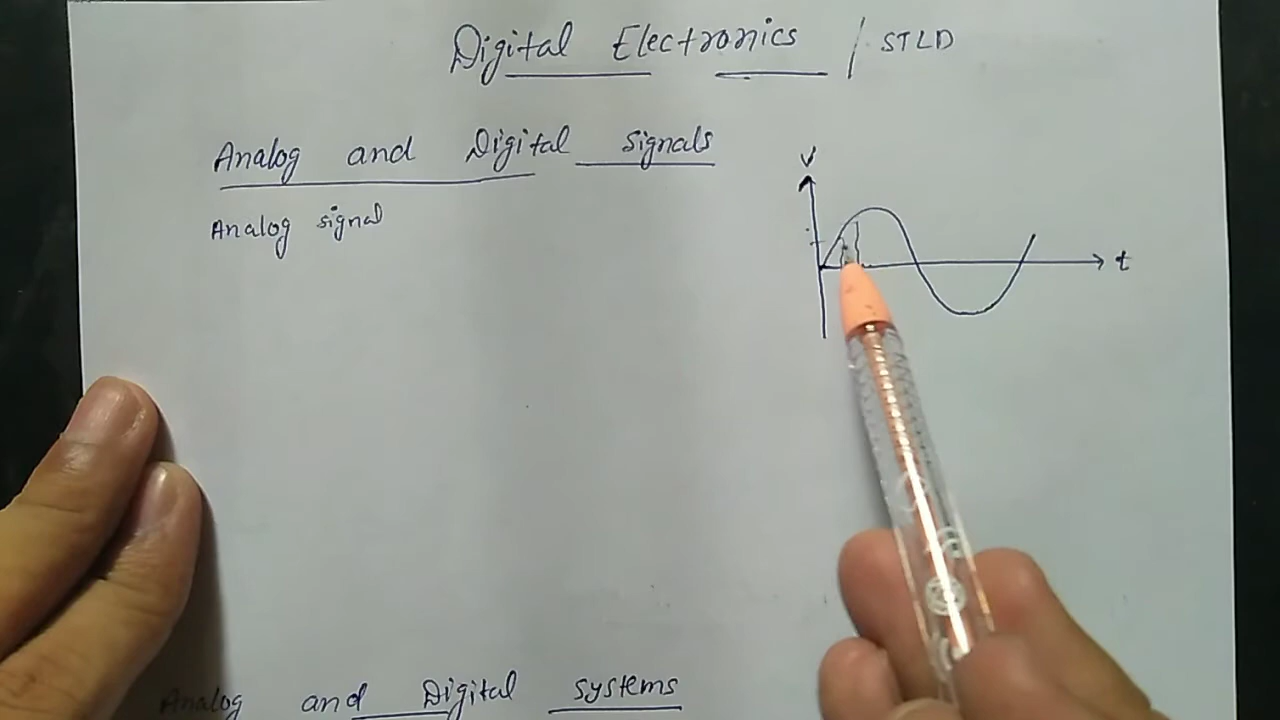 Digital Electronics / STLD
Analog and Digital signals
Analog signal
V
t
Analog and Digital systems